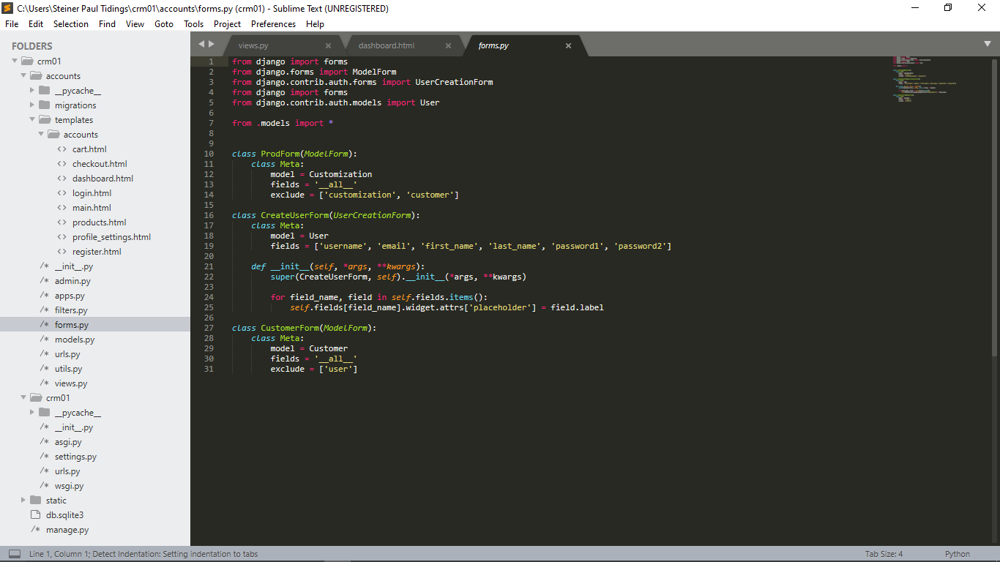 C:\Users\Steiner Paul Tidings\crm01\accounts\forms.py (crm01) - Sublime Text (UNREGISTERED)
File Edit Selection Find View Goto Tools Project Preferences Help
FOLDERS
crm01
accounts
__pycache__
migrations
templates
accounts
cart.html
checkout.html
dashboard.html
login.html
main.html
products.html
profile_settings.html
register.html
__init__.py
admin.py
apps.py
filters.py
forms.py
models.py
urls.py
utils.py
views.py
crm01
__pycache__
__init__.py
asgi.py
settings.py
urls.py
wsgi.py
static
db.sqlite3
manage.py
views.py dashboard.html forms.py
1 from django import forms
2 from django.forms import ModelForm
3 from django.contrib.auth.forms import UserCreationForm
4 from django import forms
5 from django.contrib.auth.models import User
6
7 from .models import *
8
9
10 class ProdForm(ModelForm):
11     class Meta:
12         model = Customization
13         fields = '__all__'
14         exclude = ['customization', 'customer']
15
16 class CreateUserForm(UserCreationForm):
17     class Meta:
18         model = User
19         fields = ['username', 'email', 'first_name', 'last_name', 'password1', 'password2']
20
21     def __init__(self, *args, **kwargs):
22         super(CreateUserForm, self).__init__(*args, **kwargs)
23
24         for field_name, field in self.fields.items():
25             self.fields[field_name].widget.attrs['placeholder'] = field.label
26
27 class CustomerForm(ModelForm):
28     class Meta:
29         model = Customer
30         fields = '__all__'
31         exclude = ['user']
Line 1, Column 1; Detect Indentation: Setting indentation to tabs Tab Size: 4 Python